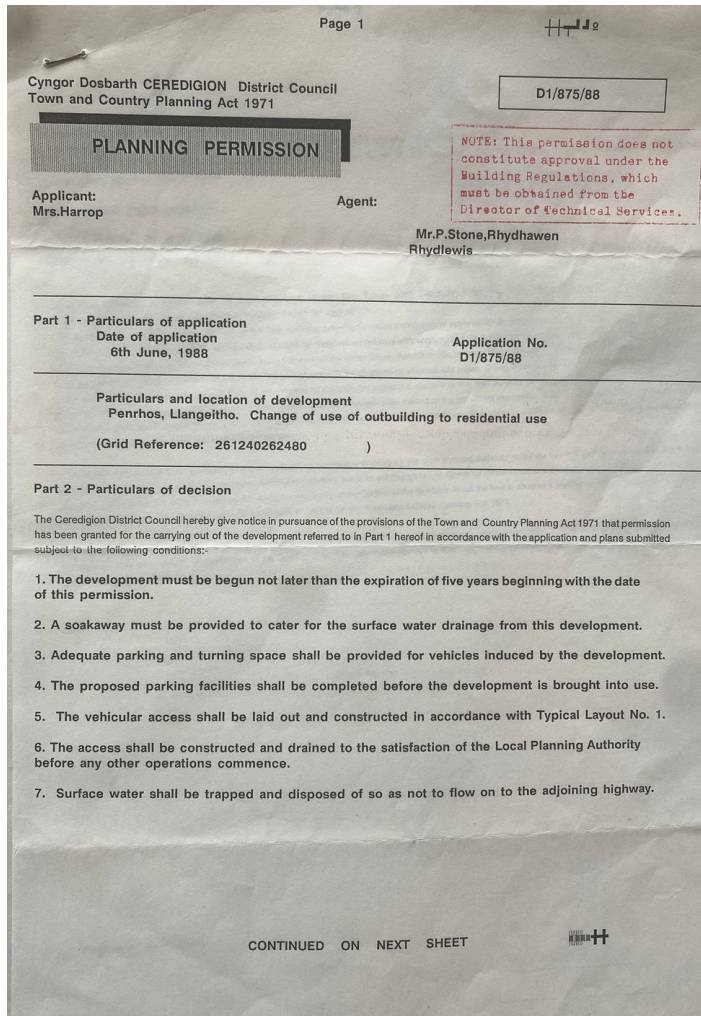 Page 1
Cyngor Dosbarth CEREDIGION District Council
Town and Country Planning Act 1971
D1/875/88
PLANNING PERMISSION
NOTE: This permission does not
constitute approval under the
Building Regulations, which
must be obtained from the
Director of Technical Services.
Applicant:
Mrs.Harrop
Agent:
Mr.P.Stone,Rhydhawen
Rhydlewis
Part 1 - Particulars of application
Date of application
6th June, 1988
Application No.
D1/875/88
Particulars and location of development
Penrhos, Llangeitho. Change of use of outbuilding to residential use
(Grid Reference: 261240262480 )
Part 2 - Particulars of decision
The Ceredigion District Council hereby give notice in pursuance of the provisions of the Town and Country Planning Act 1971 that permission
has been granted for the carrying out of the development referred to in Part 1 hereof in accordance with the application and plans submitted
subject to the following conditions:-
1. The development must be begun not later than the expiration of five years beginning with the date
of this permission.
2. A soakaway must be provided to cater for the surface water drainage from this development.
3. Adequate parking and turning space shall be provided for vehicles induced by the development.
4. The proposed parking facilities shall be completed before the development is brought into use.
5. The vehicular access shall be laid out and constructed in accordance with Typical Layout No. 1.
6. The access shall be constructed and drained to the satisfaction of the Local Planning Authority
before any other operations commence.
7. Surface water shall be trapped and disposed of so as not to flow on to the adjoining highway.
CONTINUED ON NEXT SHEET